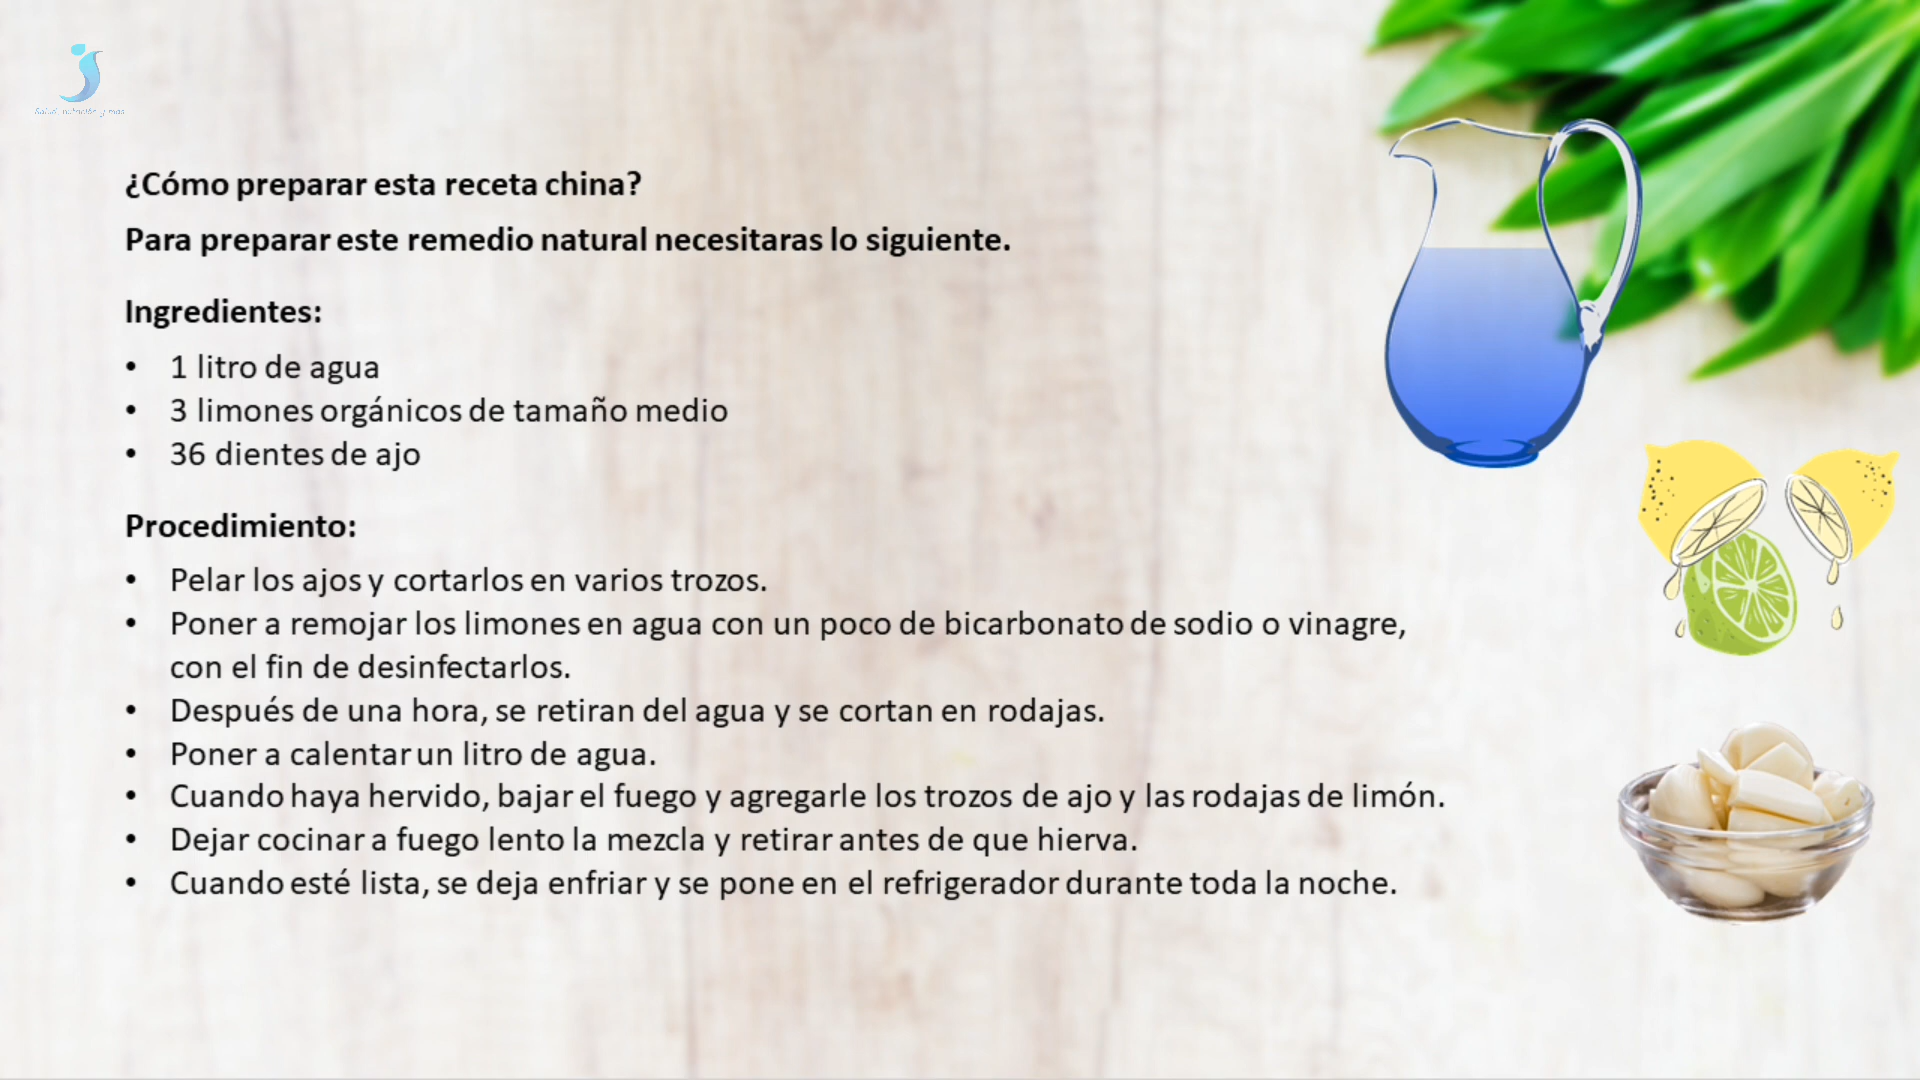 Salud, nutrición y mas
¿Cómo preparar esta receta china?
Para preparar este remedio natural necesitaras lo siguiente.
Ingredientes:
• 1 litro de agua
• 3 limones orgánicos de tamaño medio
• 36 dientes de ajo
Procedimiento:
• Pelar los ajos y cortarlos en varios trozos.
• Poner a remojar los limones en agua con un poco de bicarbonato de sodio o vinagre,
con el fin de desinfectarlos.
• Después de una hora, se retiran del agua y se cortan en rodajas.
• Poner a calentar un litro de agua.
• Cuando haya hervido, bajar el fuego y agregarle los trozos de ajo y las rodajas de limón.
• Dejar cocinar a fuego lento la mezcla y retirar antes de que hierva.
• Cuando esté lista, se deja enfriar y se pone en el refrigerador durante toda la noche.